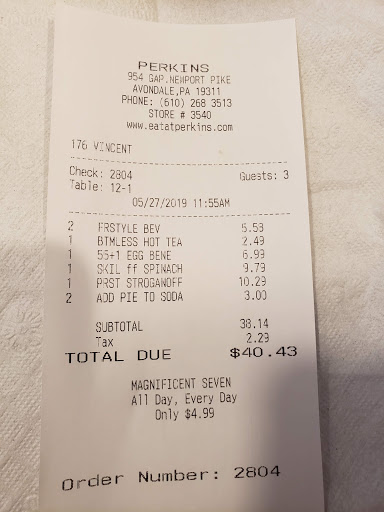 PERKINS
954 GAP.NEWPORT PIKE
AVONDALE,PA 19311
PHONE: (610) 268 3513
STORE # 3540
www.eatatperkins.com
176 VINCENT
Check: 2804 Guests: 3
Table: 12-1
05/27/2019 11:55AM
2 FRSTYLE BEV 5.58
1 BTMLESS HOT TEA 2.49
1 55+1 EGG BENE 6.99
1 SKIL ff SPINACH 9.79
1 PRST STROGANOFF 10.29
2 ADD PIE TO SODA 3.00
SUBTOTAL 38.14
Tax 2.29
TOTAL DUE $40.43
MAGNIFICENT SEVEN
All Day, Every Day
Only $4.99
Order Number: 2804